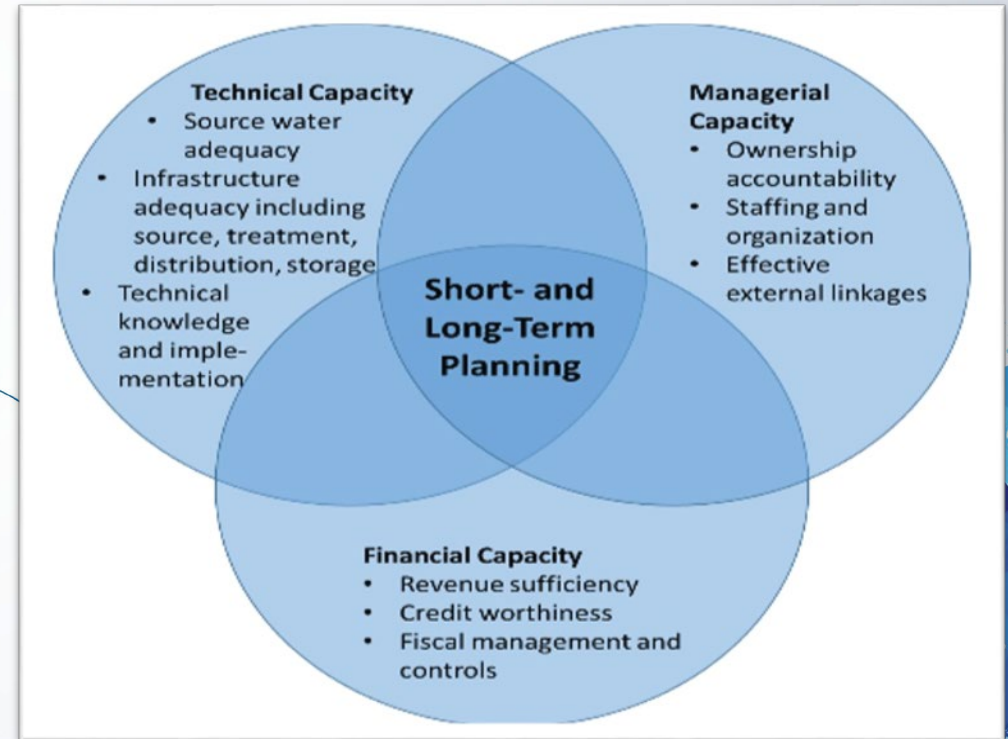 Technical Capacity
• Source water
adequacy
• Infrastructure
adequacy including
source, treatment,
distribution, storage
• Technical
knowledge
and imple-
mentation
Managerial
Capacity
• Ownership
accountability
• Staffing and
organization
• Effective
external linkages
Short- and
Long-Term
Planning
Financial Capacity
• Revenue sufficiency
• Credit worthiness
• Fiscal management and
controls